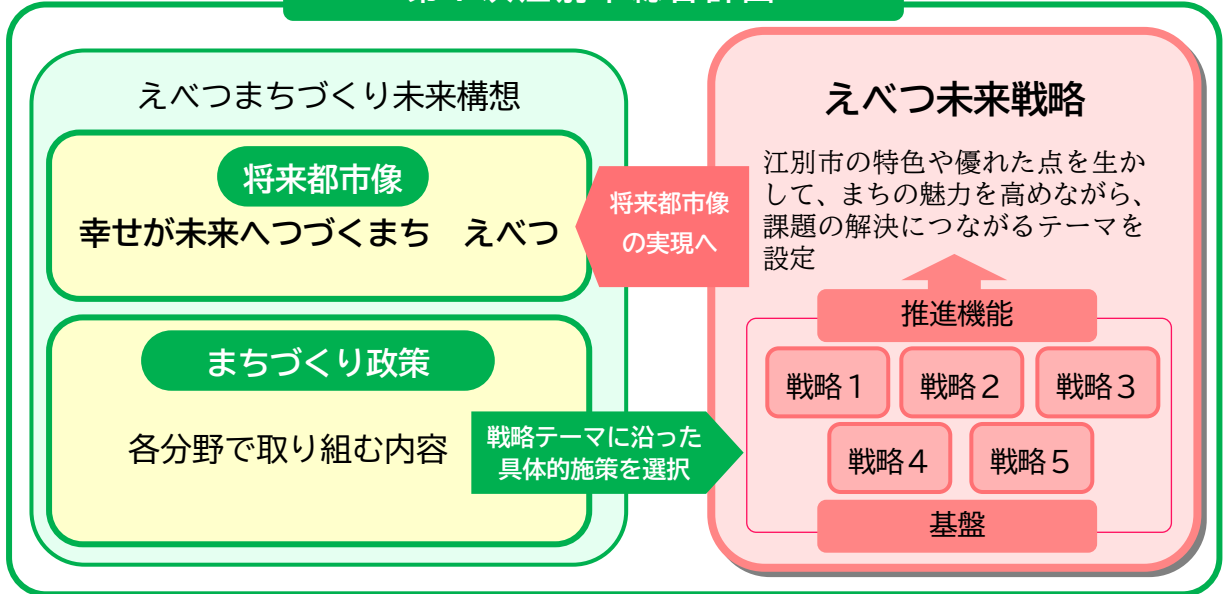 えべつまちづくり未来構想
将来都市像
幸せが未来へつづくまち　えべつ
まちづくり政策
各分野で取り組む内容
将来都市像
の実現へ
戦略テーマに沿った
具体的施策を選択
えべつ未来戦略
江別市の特色や優れた点を生か
して、まちの魅力を高めながら、
課題の解決につながるテーマを
設定
推進機能
戦略１
戦略２
戦略３
戦略４
戦略５
基盤